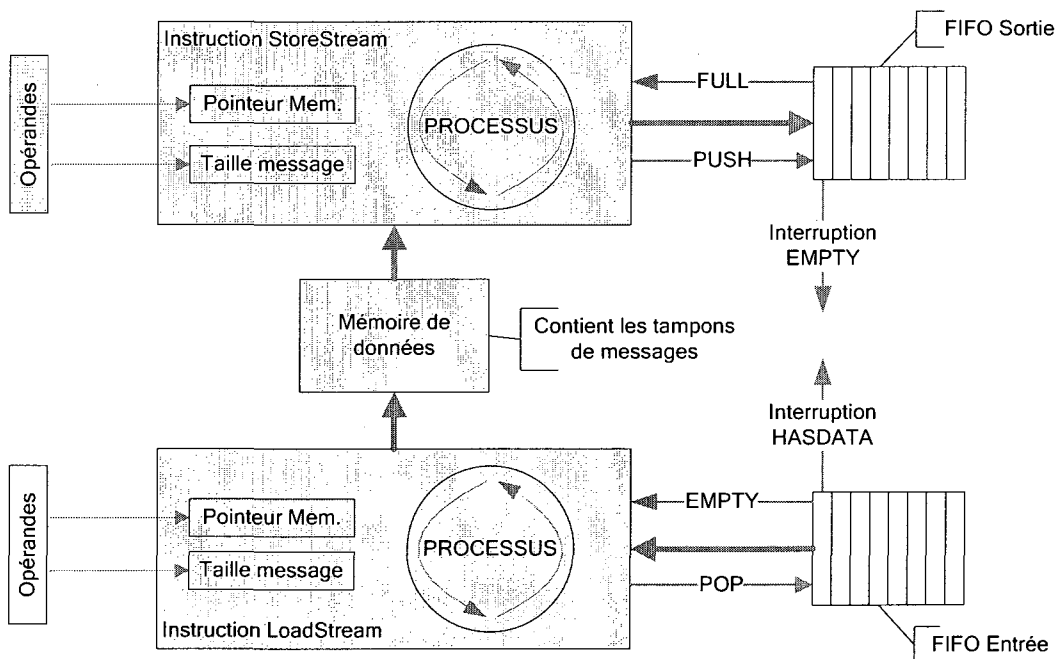 Instruction StoreStream
FIFO Sortie
Opérandes
Pointeur Mem.
Taille message
PROCESSUS
FULL
PUSH
Interruption
EMPTY
Mémoire de
données
Contient les tampons
de messages
Interruption
HASDATA
Opérandes
Pointeur Mem.
Taille message
PROCESSUS
EMPTY
POP
Instruction LoadStream
FIFO Entrée